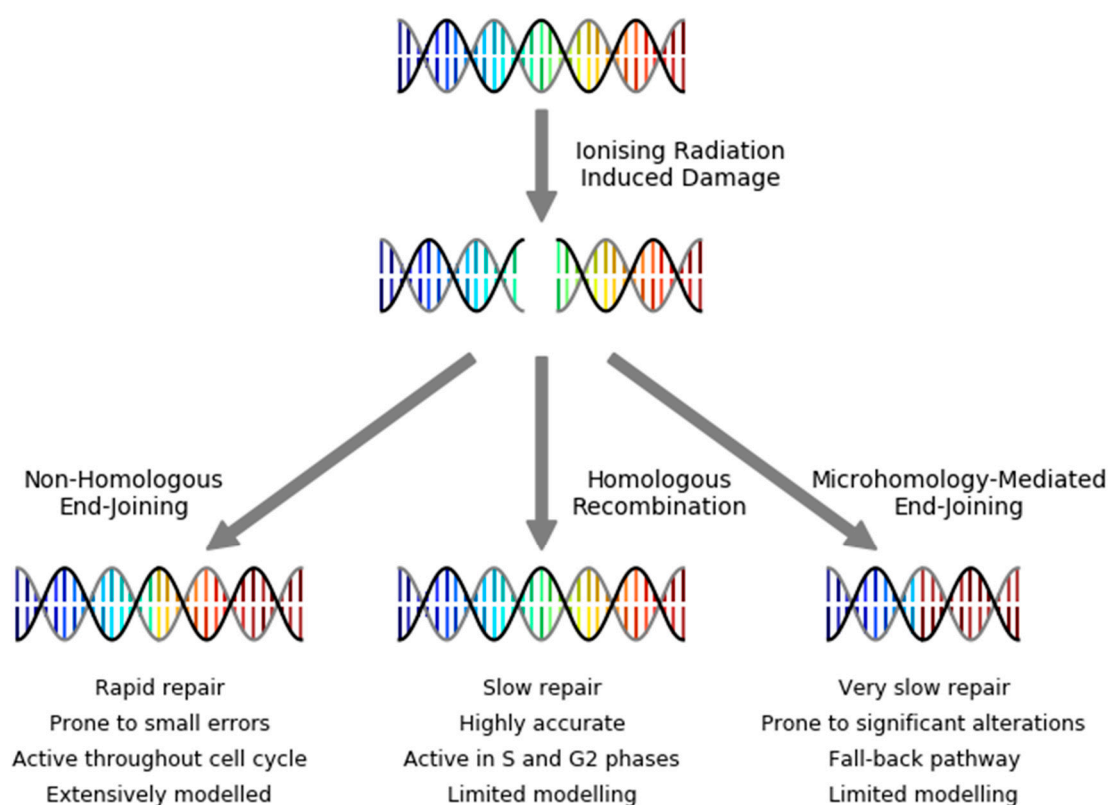 Ionising Radiation
Induced Damage
Non-Homologous
End-Joining
Homologous
Recombination
Microhomology-Mediated
End-Joining
Rapid repair
Prone to small errors
Active throughout cell cycle
Extensively modelled
Slow repair
Highly accurate
Active in S and G2 phases
Limited modelling
Very slow repair
Prone to significant alterations
Fall-back pathway
Limited modelling